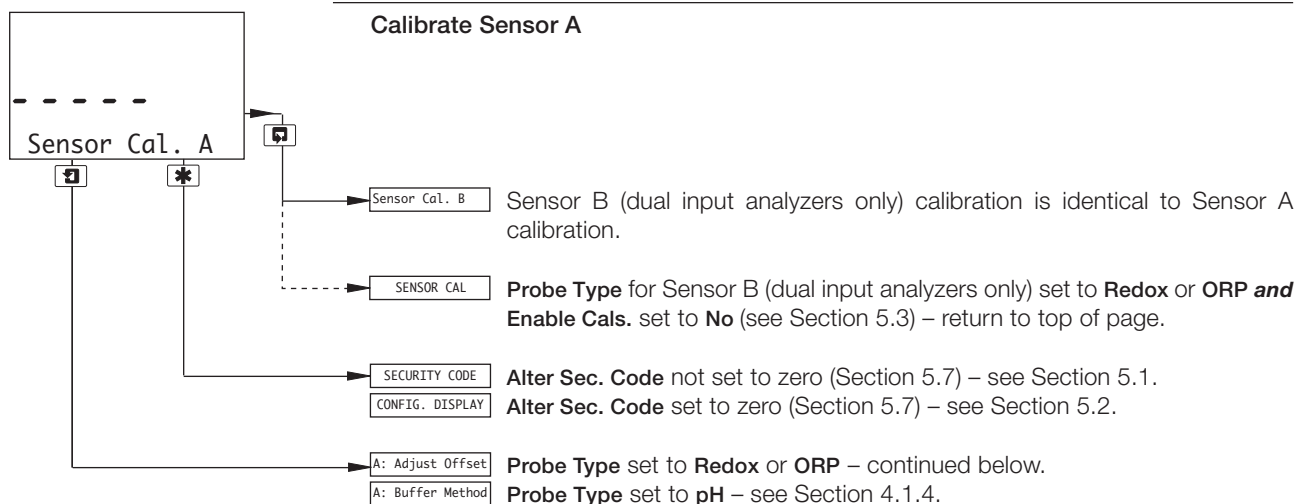 Calibrate Sensor A
- - - - -
Sensor Cal. A
Sensor Cal. B
Sensor B (dual input analyzers only) calibration is identical to Sensor A
calibration.
SENSOR CAL
Probe Type for Sensor B (dual input analyzers only) set to Redox or ORP and
Enable Cals. set to No (see Section 5.3) – return to top of page.
SECURITY CODE
Alter Sec. Code not set to zero (Section 5.7) – see Section 5.1.
CONFIG. DISPLAY
Alter Sec. Code set to zero (Section 5.7) – see Section 5.2.
A: Adjust Offset
Probe Type set to Redox or ORP – continued below.
A: Buffer Method
Probe Type set to pH – see Section 4.1.4.